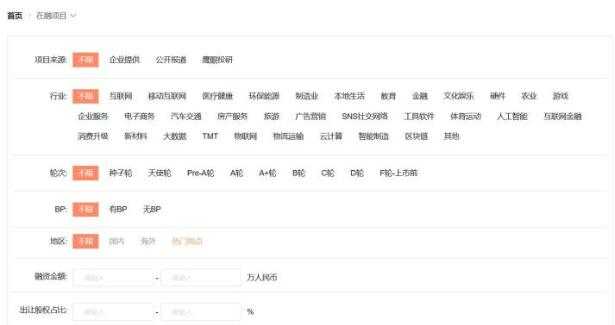 首页 在融项目
项目来源: 不限 企业提供 公开报道 鹰眼投研
行业: 不限 互联网 移动互联网 医疗健康 环保能源 制造业 本地生活 教育 金融 文化娱乐 硬件 农业 游戏
企业服务 电子商务 汽车交通 房产服务 旅游 广告营销 SNS社交网络 工具软件 体育运动 人工智能 互联网金融
消费升级 新材料 大数据 TMT 物联网 物流运输 云计算 智能制造 区块链 其他
轮次: 不限 种子轮 天使轮 Pre-A轮 A轮 A+轮 B轮 C轮 D轮 F轮-上市前
BP: 不限 有BP 无BP
地区: 不限 国内 海外 热门地点
融资金额: 请输入 - 请输入 万人民币
出让股权占比: 请输入 - 请输入 %